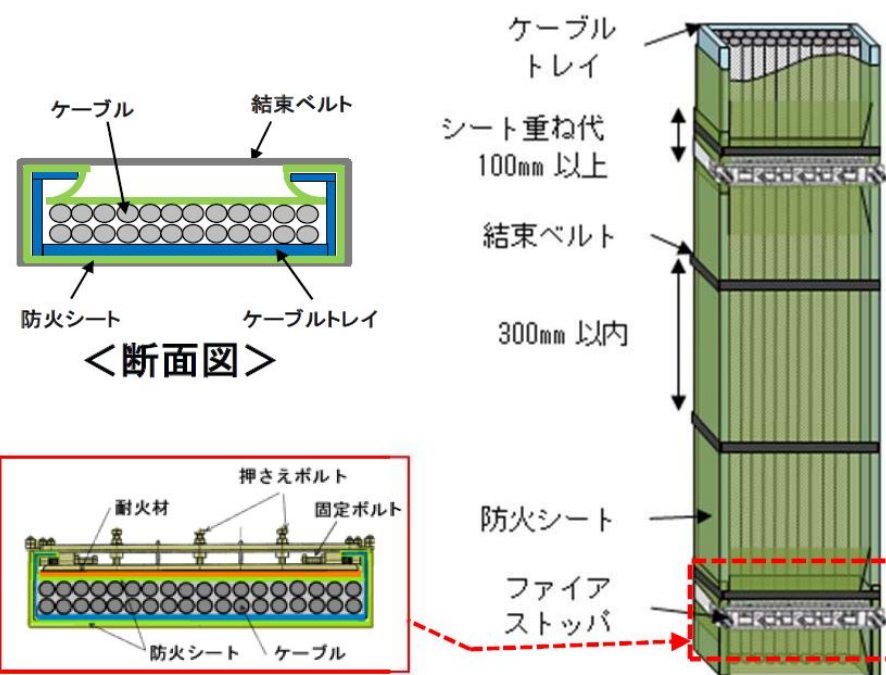 ケーブル
結束ベルト
防火シート
ケーブルトレイ
<断面図>
押さえボルト
耐火材
固定ボルト
防火シート
ケーブル
ケーブル
トレイ
シート重ね代
100mm 以上
結束ベルト
300mm 以内
防火シート
ファイア
ストッパ